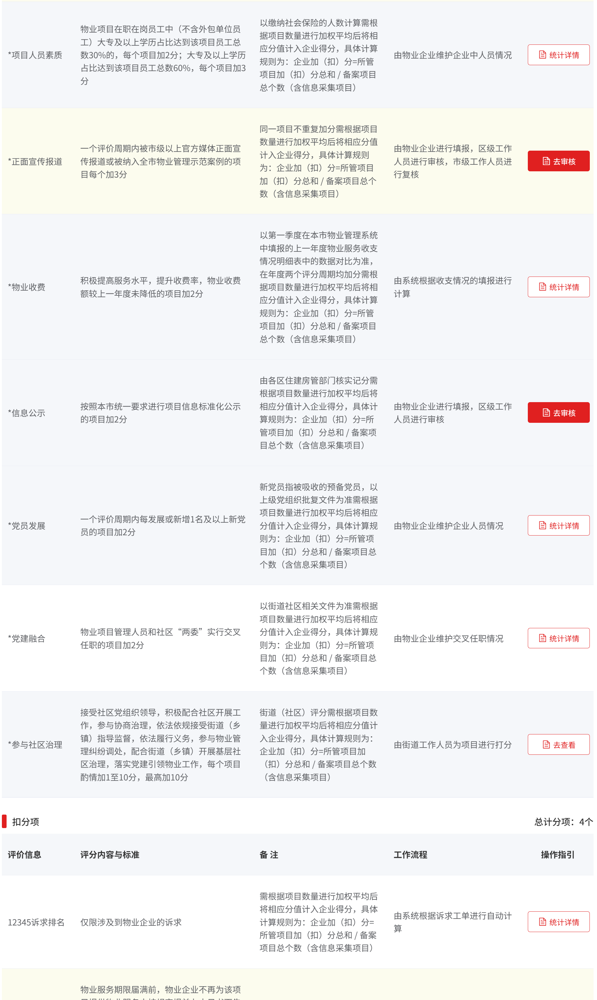 *项目人员素质
物业项目在职在岗员工中（不含外包单位员
工）大专及以上学历占比达到该项目员工总
数30%的，每个项目加2分；大专及以上学历
占比达到该项目员工总数60%，每个项目加3
分
以缴纳社会保险的人数计算需根
据项目数量进行加权平均后将相
应分值计入企业得分，具体计算
规则为：企业加（扣）分=所管
项目加（扣）分总和 / 备案项目
总个数（含信息采集项目）
由物业企业维护企业中人员情况
统计详情
*正面宣传报道
一个评价周期内被市级以上官方媒体正面宣
传报道或被纳入全市物业管理示范案例的项
目每个加3分
同一项目不重复加分需根据项目
数量进行加权平均后将相应分值
计入企业得分，具体计算规则
为：企业加（扣）分=所管项目
加（扣）分总和 / 备案项目总个
数（含信息采集项目）
由物业企业进行填报，区级工作
人员进行审核，市级工作人员进
行复核
去审核
*物业收费
积极提高服务水平，提升收费率，物业收费
额较上一年度未降低的项目加2分
以第一季度在本市物业管理系统
中填报的上一年度物业服务收支
情况明细表中的数据对比为准，
在年度两个评分周期均加分需根
据项目数量进行加权平均后将相
应分值计入企业得分，具体计算
规则为：企业加（扣）分=所管
项目加（扣）分总和 / 备案项目
总个数（含信息采集项目）
由系统根据收支情况的填报进行
计算
统计详情
*信息公示
按照本市统一要求进行项目信息标准化公示
的项目加2分
由各区住建房管部门核实记分需
根据项目数量进行加权平均后将
相应分值计入企业得分，具体计
算规则为：企业加（扣）分=所
管项目加（扣）分总和 / 备案项
目总个数（含信息采集项目）
由物业企业进行填报，区级工作
人员进行审核
去审核
*党员发展
一个评价周期内每发展或新增1名及以上新党
员的项目加2分
新党员指被吸收的预备党员，以
上级党组织批复文件为准需根据
项目数量进行加权平均后将相应
分值计入企业得分，具体计算规
则为：企业加（扣）分=所管项
目加（扣）分总和 / 备案项目总
个数（含信息采集项目）
由物业企业维护企业人员情况
统计详情
*党建融合
物业项目管理人员和社区“两委”实行交叉
任职的项目加2分
以街道社区相关文件为准需根据
项目数量进行加权平均后将相应
分值计入企业得分，具体计算规
则为：企业加（扣）分=所管项
目加（扣）分总和 / 备案项目总
个数（含信息采集项目）
由物业企业维护交叉任职情况
统计详情
*参与社区治理
接受社区党组织领导，积极配合社区开展工
作，参与协商治理，依法依规接受街道（乡
镇）指导监督，依法履行义务，参与物业管
理纠纷调处，配合街道（乡镇）开展基层社
区治理，落实党建引领物业工作，每个项目
酌情加1至10分，最高加10分
街道（社区）评分需根据项目数
量进行加权平均后将相应分值计
入企业得分，具体计算规则为：
企业加（扣）分=所管项目加
（扣）分总和 / 备案项目总个数
（含信息采集项目）
由街道工作人员为项目进行打分
去查看
扣分项
总计分项：4个
评价信息
评分内容与标准
备 注
工作流程
操作指引
12345诉求排名
仅限涉及到物业企业的诉求
需根据项目数量进行加权平均后
将相应分值计入企业得分，具体
计算规则为：企业加（扣）分=
所管项目加（扣）分总和 / 备案
项目总个数（含信息采集项目）
由系统根据诉求工单进行自动计
算
统计详情
物业服务期限届满前，物业企业不再为该项